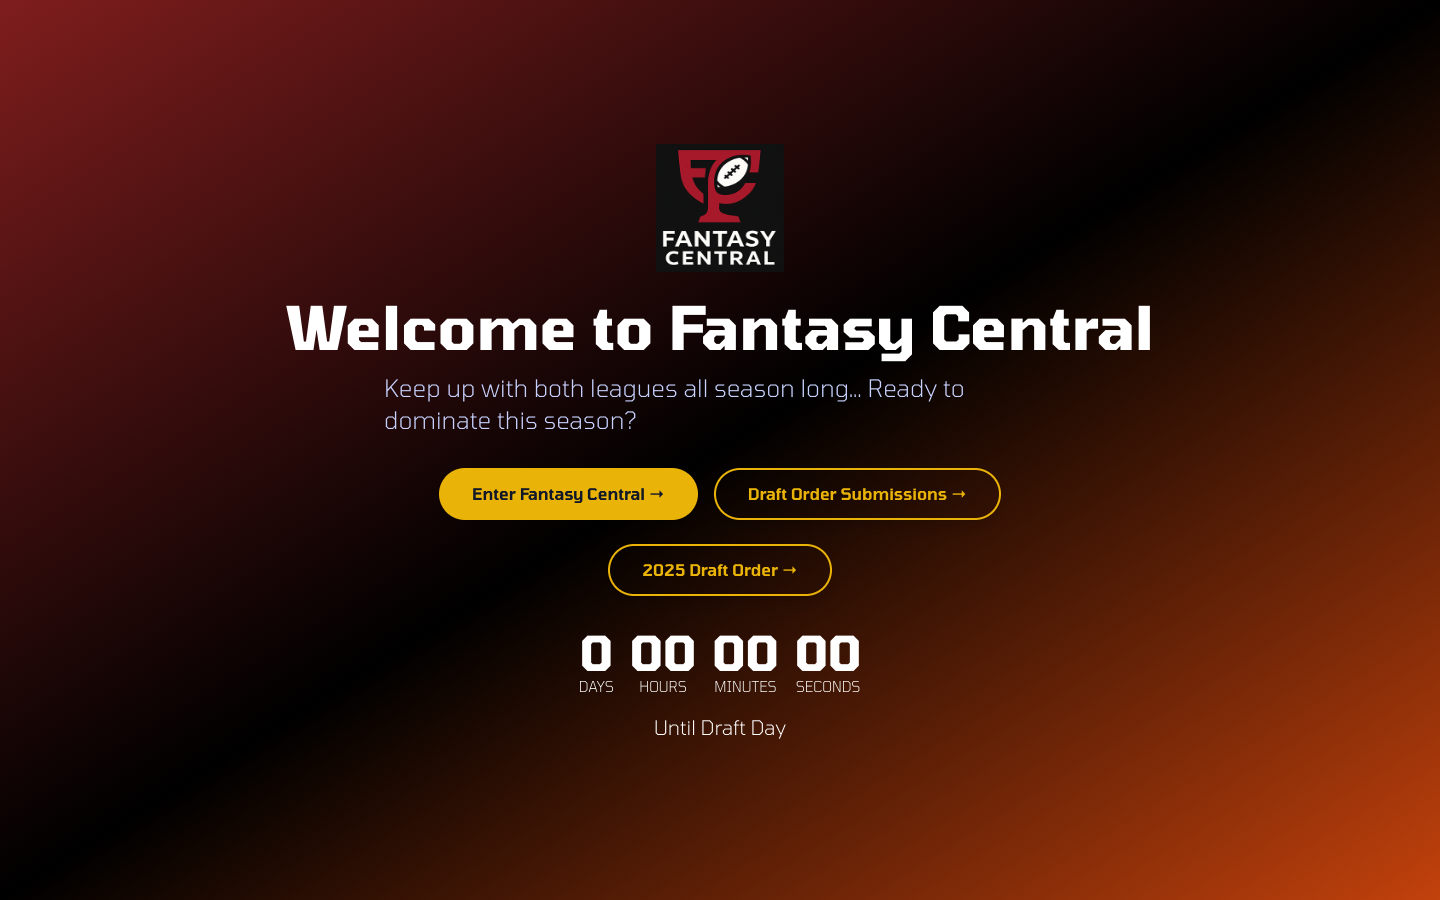 FANTASY
CENTRAL
Welcome to Fantasy Central
Keep up with both leagues all season long... Ready to
dominate this season?
Enter Fantasy Central →
Draft Order Submissions →
2025 Draft Order →
0 00 00 00
DAYS HOURS MINUTES SECONDS
Until Draft Day